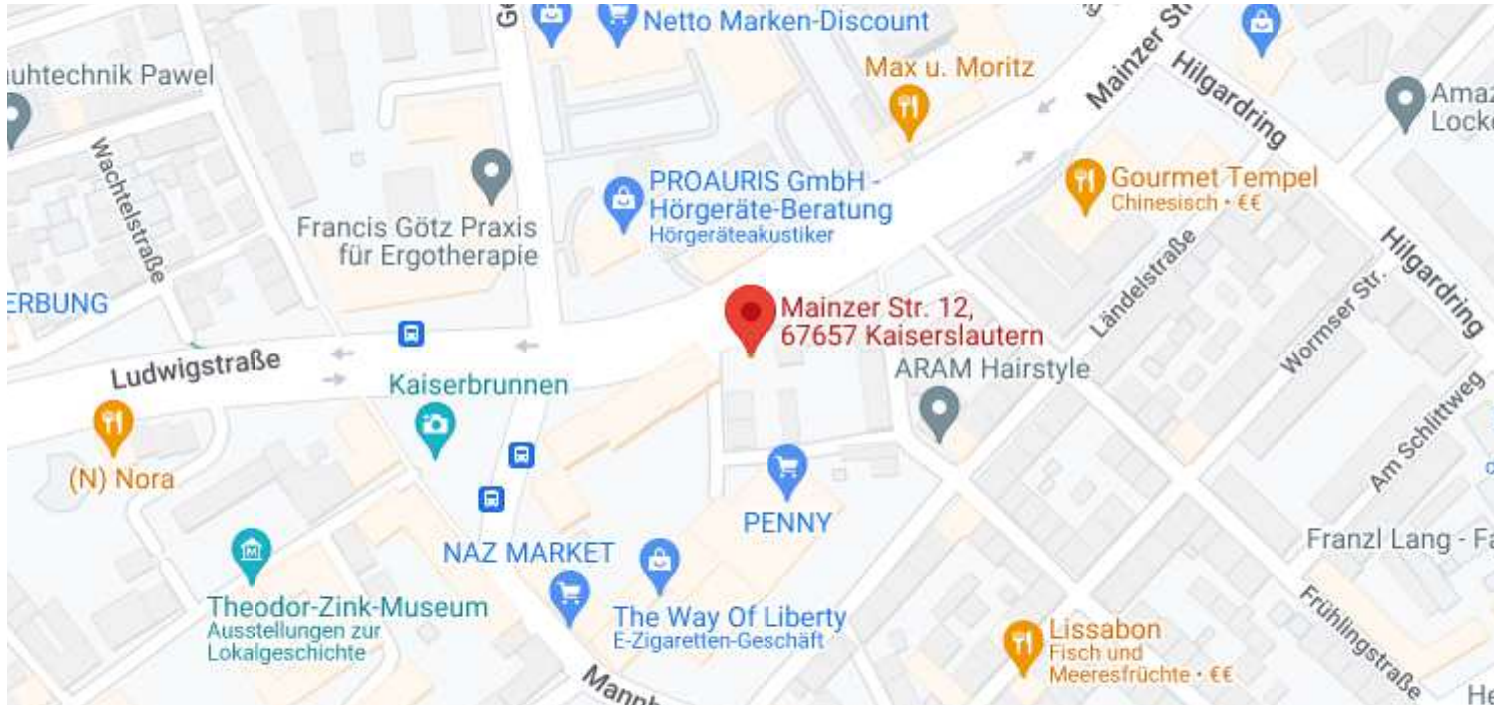 Netto Marken-Discount
Mainzer Str
Max u. Moritz
Hilgardring
uhtechnik Pawel
Wachtelstraße
PROAURIS GmbH -
Hörgeräte-Beratung
Hörgeräteakustiker
Gourmet Tempel
Chinesisch • €€
Francis Götz Praxis
für Ergotherapie
Hilgardring
Ländelstraße
Wormser Str.
ERBUNG
Mainzer Str. 12,
67657 Kaiserslautern
Ludwigstraße
Kaiserbrunnen
ARAM Hairstyle
Am Schlittweg
(N) Nora
PENNY
NAZ MARKET
Franzl Lang - Fa
Theodor-Zink-Museum
Ausstellungen zur
Lokalgeschichte
The Way Of Liberty
E-Zigaretten-Geschäft
Lissabon
Fisch und
Meeresfrüchte • €€
Frühlingstraße